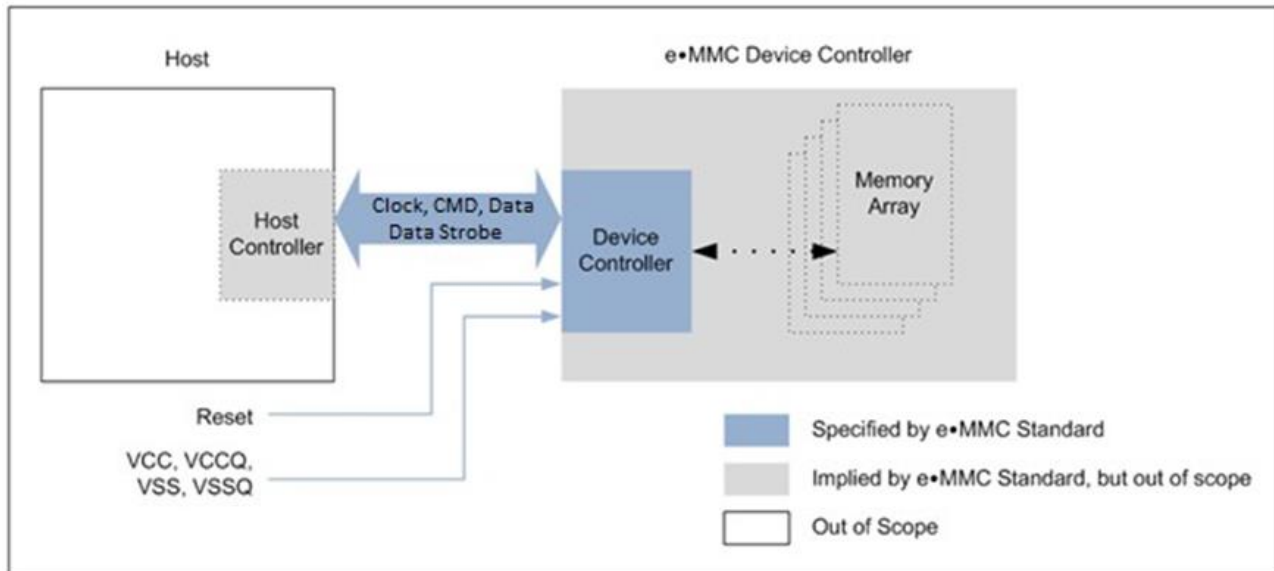 Host
e•MMC Device Controller
Host
Controller
Clock, CMD, Data
Data Strobe
Device
Controller
Memory
Array
Reset
VCC, VCCQ,
VSS, VSSQ
Specified by e•MMC Standard
Implied by e•MMC Standard, but out of scope
Out of Scope